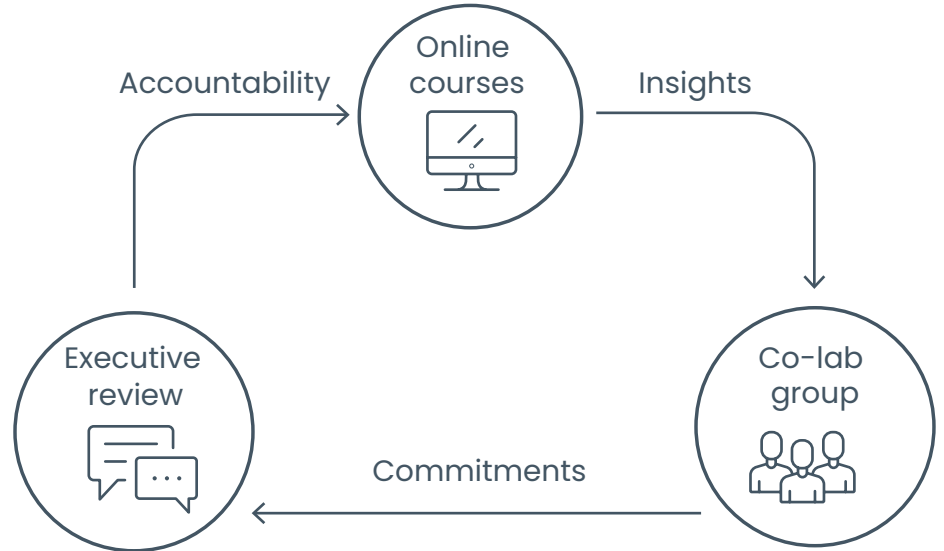 Online
courses
Accountability
Insights
Executive
review
Co-lab
group
Commitments